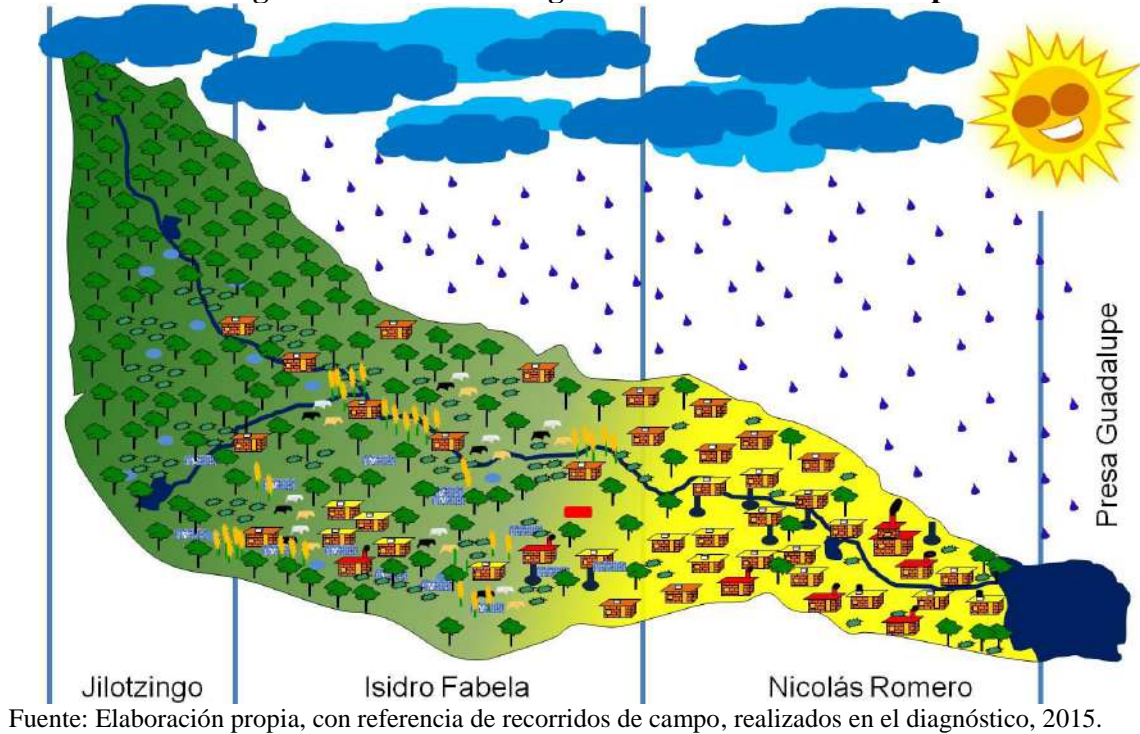 Presa Guadalupe
Jilotzingo
Isidro Fabela
Nicolás Romero
Fuente: Elaboración propia, con referencia de recorridos de campo, realizados en el diagnóstico, 2015.